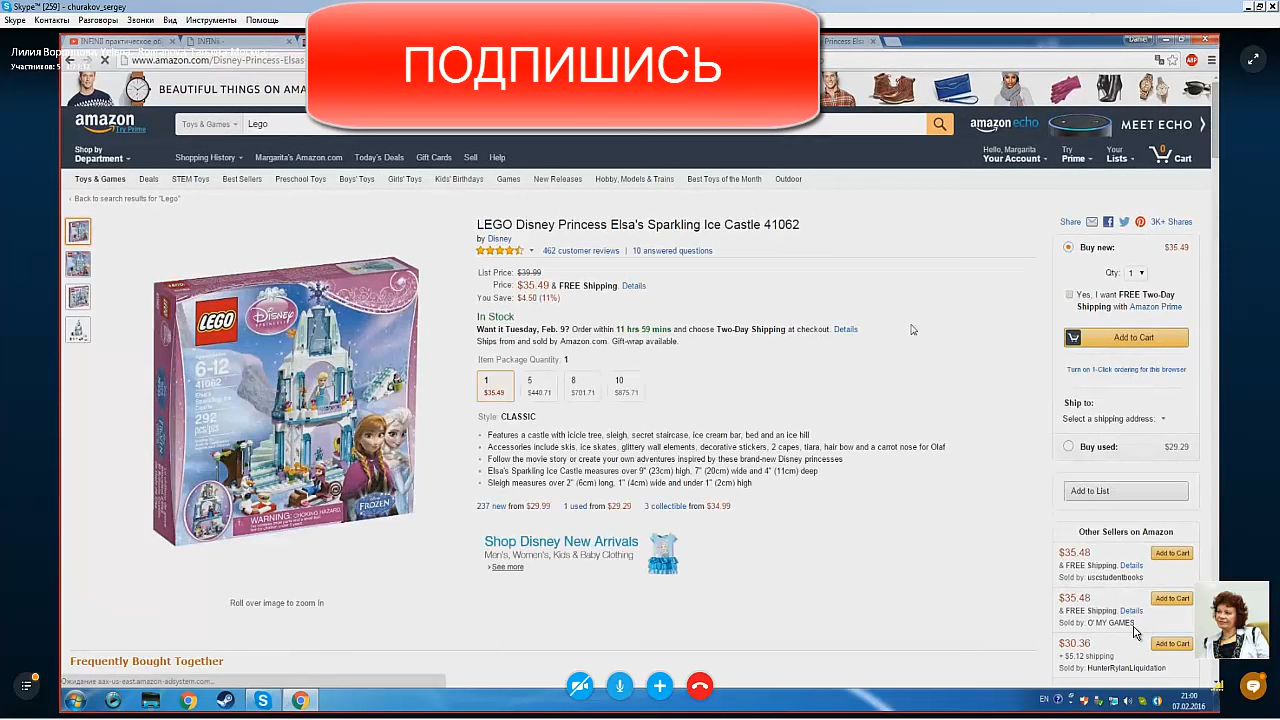 Skype™ [259] - churakov_sergey
Skype Контакты Разговоры Звонки Вид Инструменты Помощь
ПОДПИШИСЬ
www.amazon.com/Disney-Princess-Elsas
BEAUTIFUL THINGS ON AMA
amazon
Try Prime
Toys & Games
Lego
amazon echo
MEET ECHO
Shop by
Department
Shopping History
Margarita's Amazon.com
Today's Deals
Gift Cards
Sell
Help
Hello, Margarita
Your Account
Try
Prime
Your
Lists
0
Cart
Toys & Games Deals STEM Toys Best Sellers Preschool Toys Boys' Toys Girls' Toys Kids' Birthdays Games New Releases Hobby, Models & Trains Best Toys of the Month Outdoor
‹ Back to search results for "Lego"
LEGO Disney Princess Elsa's Sparkling Ice Castle 41062
by Disney
462 customer reviews | 10 answered questions
List Price: $39.99
Price: $35.49 & FREE Shipping. Details
You Save: $4.50 (11%)
In Stock
Want it Tuesday, Feb. 9? Order within 11 hrs 59 mins and choose Two-Day Shipping at checkout. Details
Ships from and sold by Amazon.com. Gift-wrap available.
Item Package Quantity: 1
1 5 8 10
$35.49 $440.71 $701.71 $875.71
Style: CLASSIC
Features a castle with icicle tree, sleigh, secret staircase, ice cream bar, bed and an ice hill
Accessories include skis, ice skates, glittery wall elements, decorative stickers, 2 capes, tiara, hair bow and a carrot nose for Olaf
Follow the movie story or create your own adventures inspired by these brand-new Disney princesses
Elsa's Sparkling Ice Castle measures over 9" (23cm) high, 7" (20cm) wide and 4" (11cm) deep
Sleigh measures over 2" (6cm) long, 1" (4cm) wide and under 1" (2cm) high
237 new from $29.99 1 used from $29.29 3 collectible from $34.99
Shop Disney New Arrivals
Men's, Women's, Kids & Baby Clothing
› See more
LEGO
Disney
6-12
41062
292
pcs/pzs
WARNING: CHOKING HAZARD.
FROZEN
Roll over image to zoom in
Frequently Bought Together
Share 3K+ Shares
Buy new: $35.49
Qty: 1
Yes, I want FREE Two-Day
Shipping with Amazon Prime
Add to Cart
Turn on 1-Click ordering for this browser
Ship to:
Select a shipping address:
Buy used: $29.29
Add to List
Other Sellers on Amazon
$35.48 Add to Cart
& FREE Shipping. Details
Sold by: uscstudentbooks
$35.48 Add to Cart
& FREE Shipping. Details
Sold by: O' MY GAMES
$30.36 Add to Cart
+ $5.12 shipping
Sold by: HunterRylanLiquidation
Ожидание aax-us-east.amazon-adsystem.com...
EN
21:00
07.02.2016